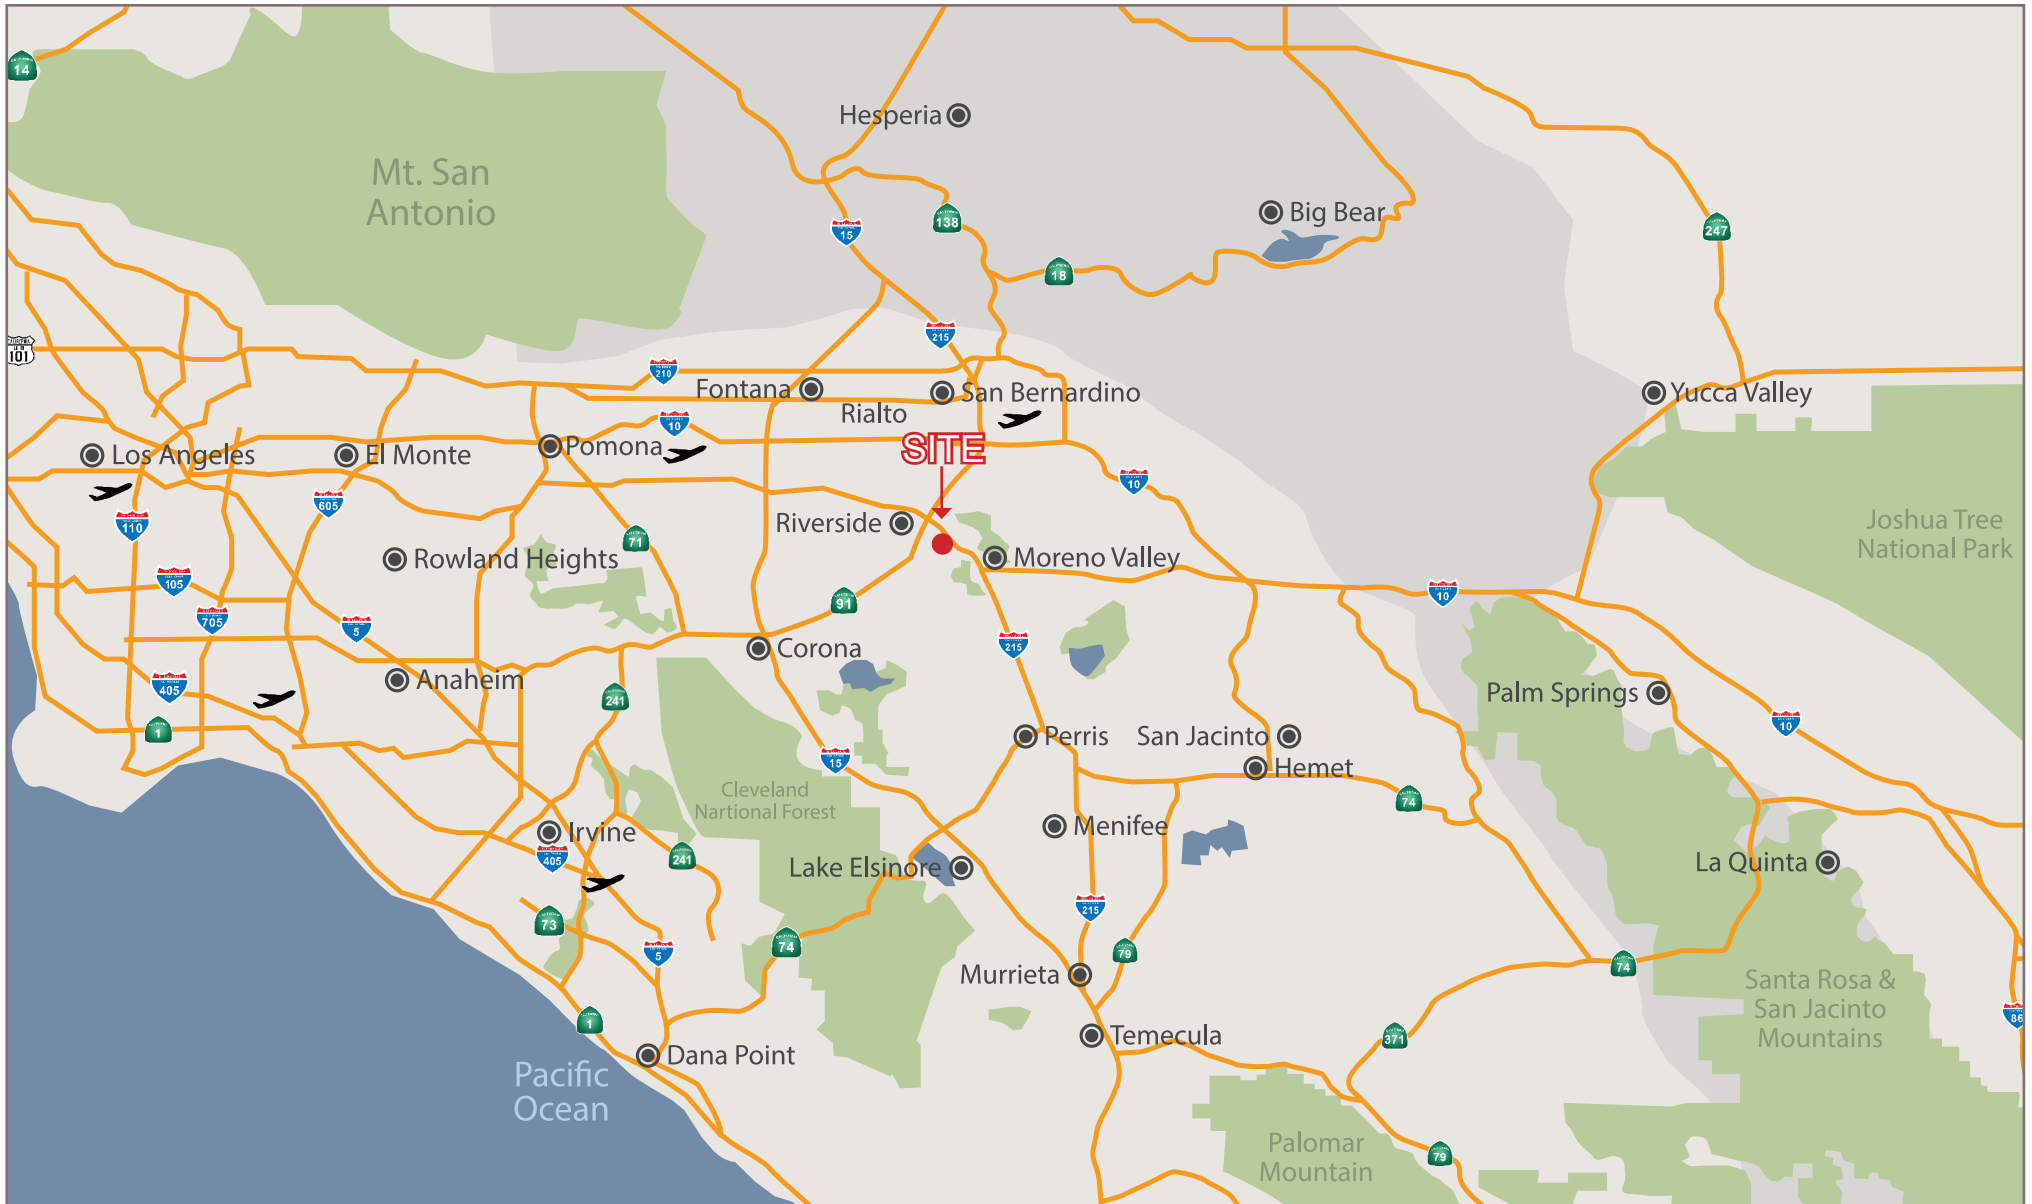 14
Hesperia
Mt. San
Antonio
138
15
Big Bear
247
18
215
101
210
Fontana
San Bernardino
Yucca Valley
Rialto
10
Los Angeles
El Monte
Pomona
SITE
10
605
110
Riverside
71
Joshua Tree
National Park
Rowland Heights
Moreno Valley
105
91
10
705
5
215
Corona
Anaheim
405
241
Palm Springs
1
10
Perris
San Jacinto
15
Hemet
Cleveland
Nartional Forest
74
Irvine
Menifee
405
241
Lake Elsinore
La Quinta
215
73
74
5
79
74
Murrieta
Santa Rosa &
San Jacinto
Mountains
86
1
371
Temecula
Dana Point
Pacific
Ocean
Palomar
Mountain
79